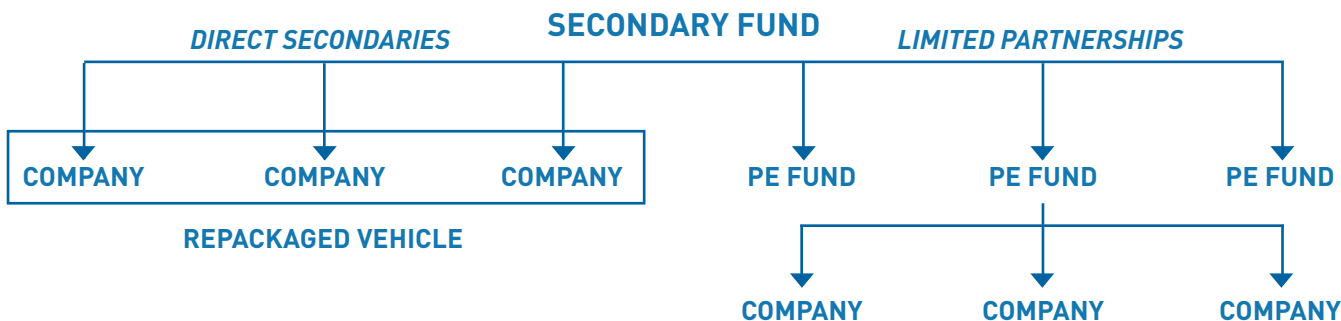 SECONDARY FUND
DIRECT SECONDARIES
LIMITED PARTNERSHIPS
COMPANY COMPANY COMPANY PE FUND PE FUND PE FUND
REPACKAGED VEHICLE
COMPANY COMPANY COMPANY